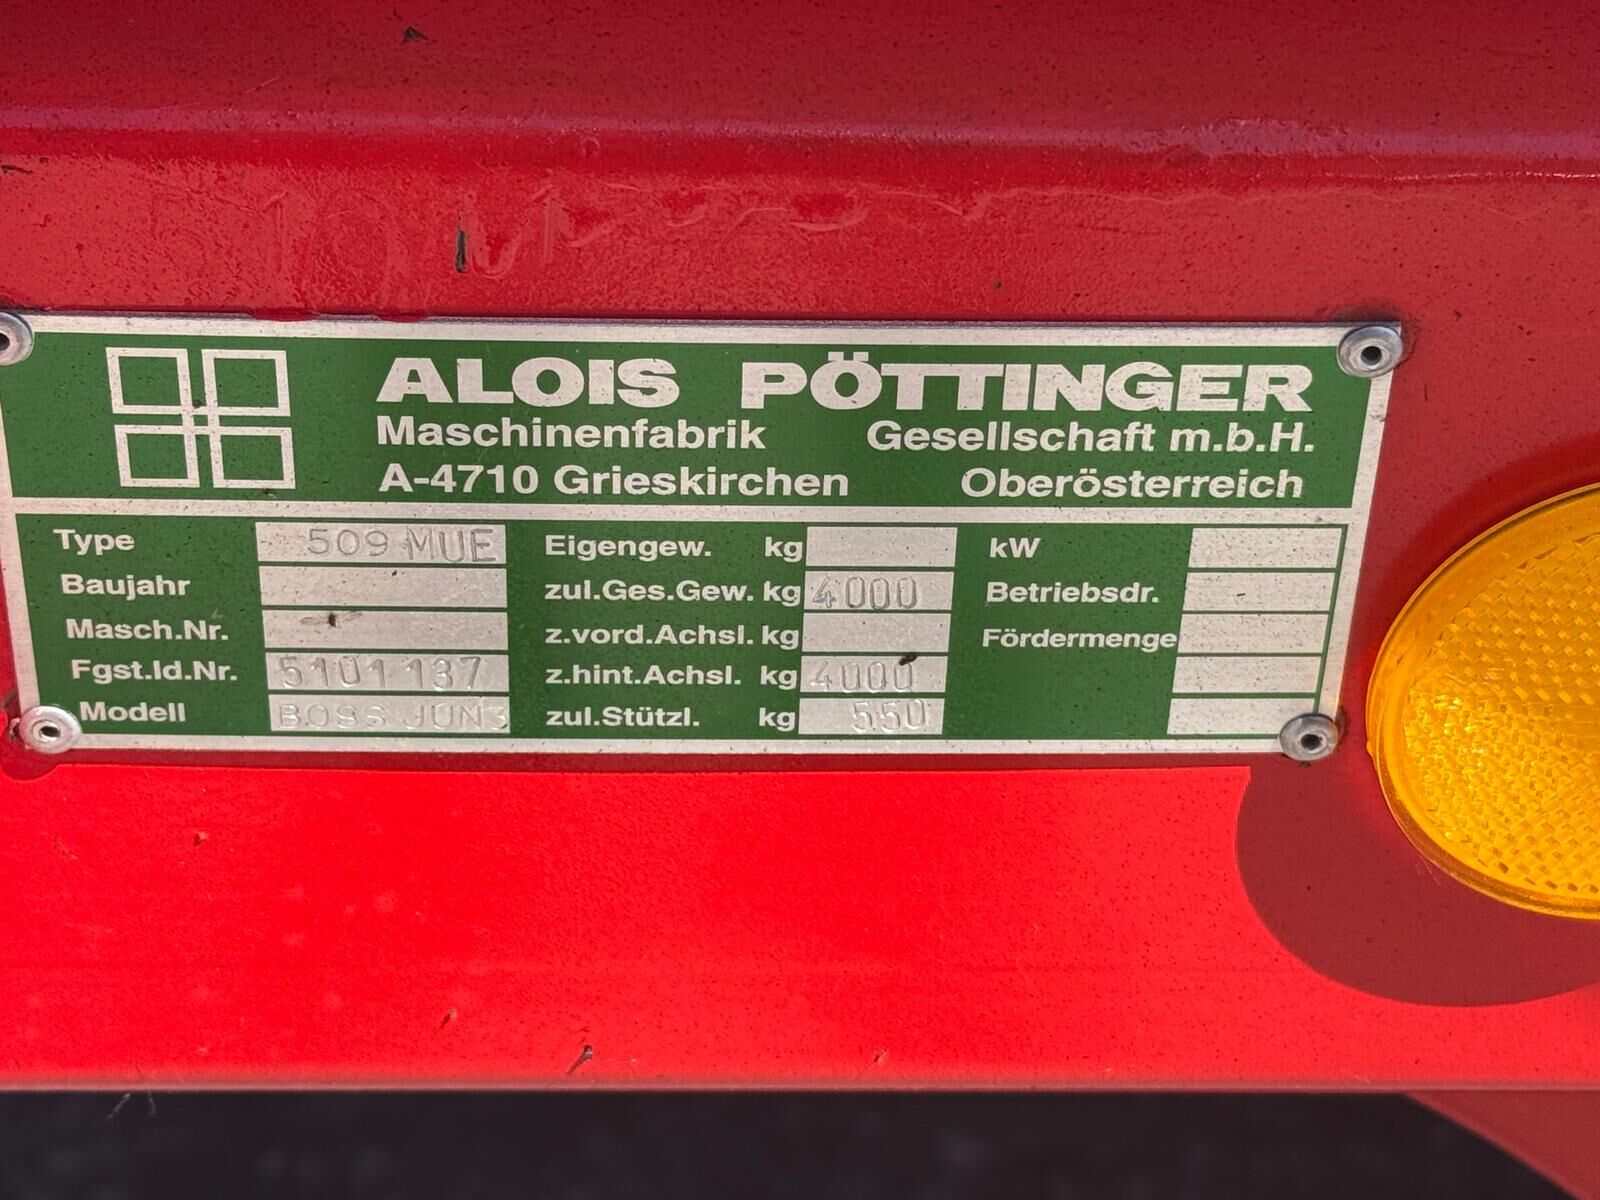 ALOIS PÖTTINGER
Maschinenfabrik Gesellschaft m.b.H.
A-4710 Grieskirchen Oberösterreich
Type 509 MUE Eigengew. kg kW
Baujahr zul.Ges.Gew. kg 4000 Betriebsdr.
Masch.Nr. z.vord.Achsl. kg Fördermenge
Fgst.Id.Nr. 5101137 z.hint.Achsl. kg 4000
Modell BOSS JUN3 zul.Stützl. kg 550